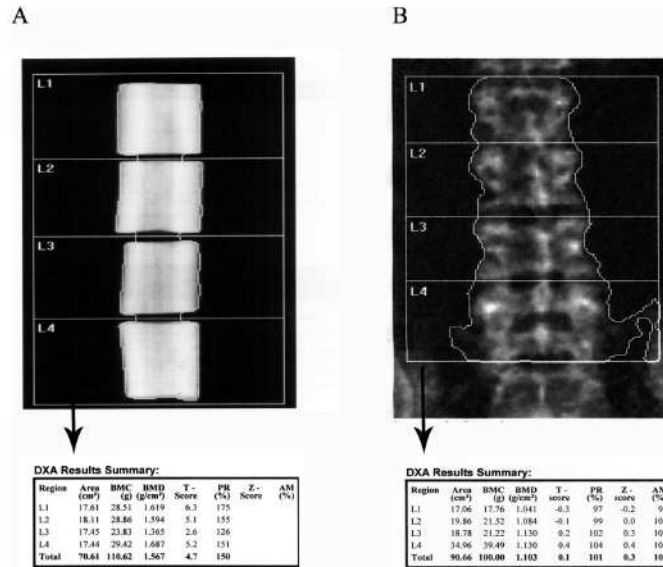 A
B
L1
L2
L3
L4
L1
L2
L3
L4
DXA Results Summary:
Region Area (cm²) BMC (g) BMD (g/cm²) T - Score PR (%) Z - Score AM (%)
L1 17.61 28.51 1.619 6.3 175
L2 18.11 28.86 1.594 5.1 155
L3 17.45 23.83 1.365 2.6 126
L4 17.44 29.42 1.687 5.2 151
Total 70.61 110.62 1.567 4.7 150
DXA Results Summary:
Region Area (cm²) BMC (g) BMD (g/cm²) T - score PR (%) Z - score AM (%)
L1 17.06 17.76 1.041 -0.3 97 -0.2
L2 19.86 21.52 1.084 -0.1 99 0.0
L3 18.78 21.22 1.130 0.2 102 0.3
L4 34.96 39.49 1.130 0.4 104 0.4
Total 90.66 100.00 1.103 0.1 101 0.3